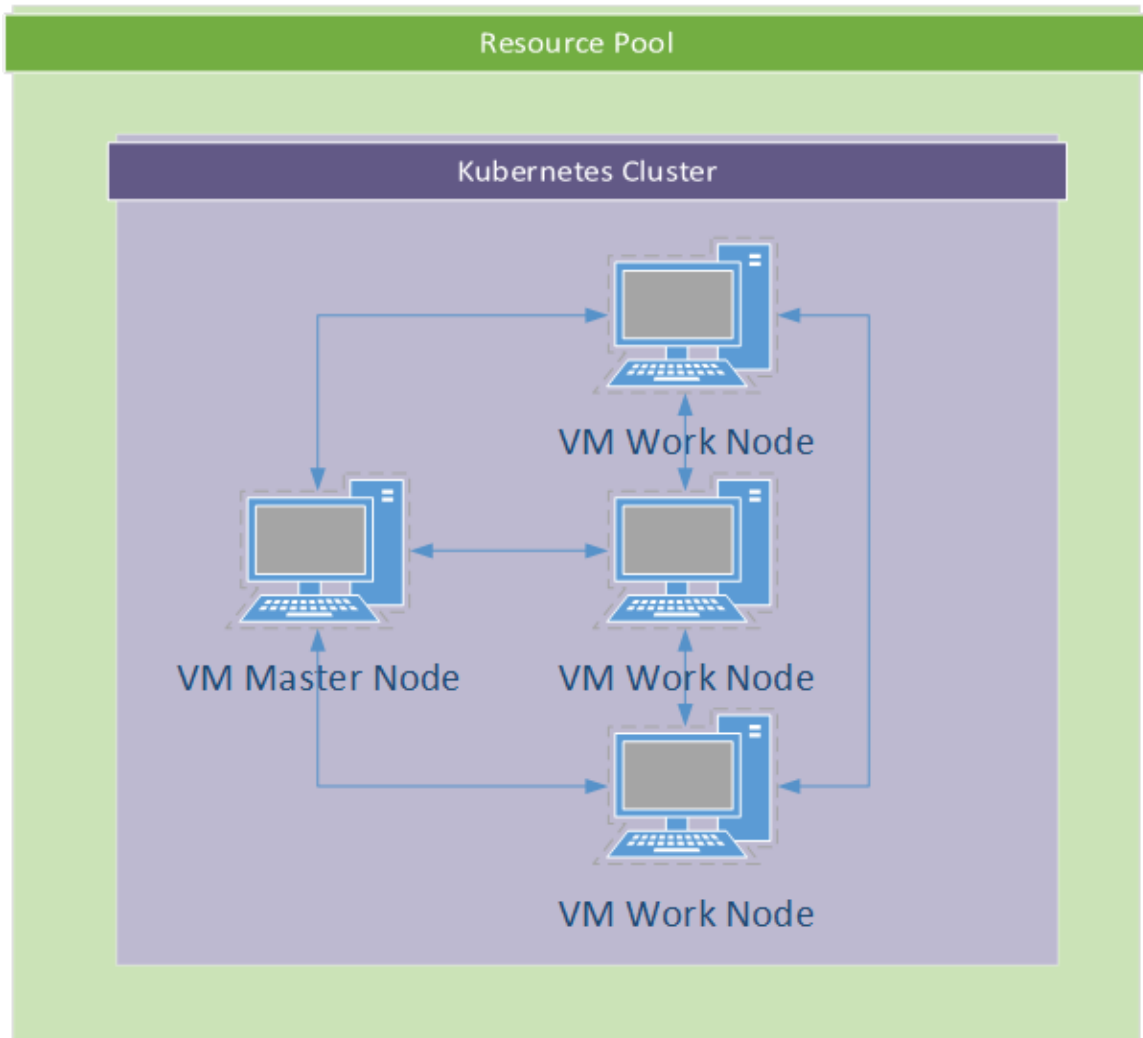 Resource Pool
Kubernetes Cluster
VM Work Node
VM Master Node
VM Work Node
VM Work Node